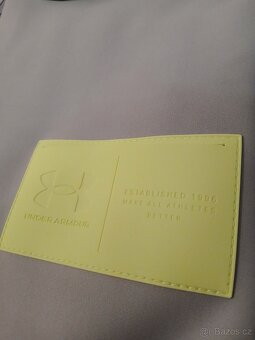 UNDER ARMOUR
ESTABLISHED 1996
MAKE ALL ATHLETES
BETTER
Bazos.cz